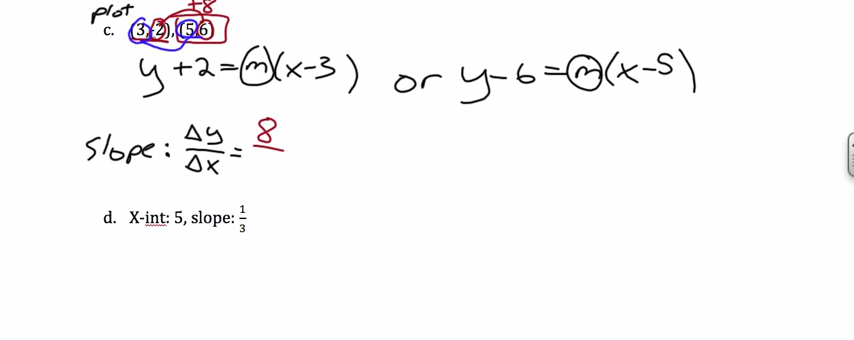 plot +8
c. (3,-2), (5,6)
y + 2 = m(x - 3) or y - 6 = m(x - 5)
slope: Δy/Δx = 8/
d. X-int: 5, slope: 1/3